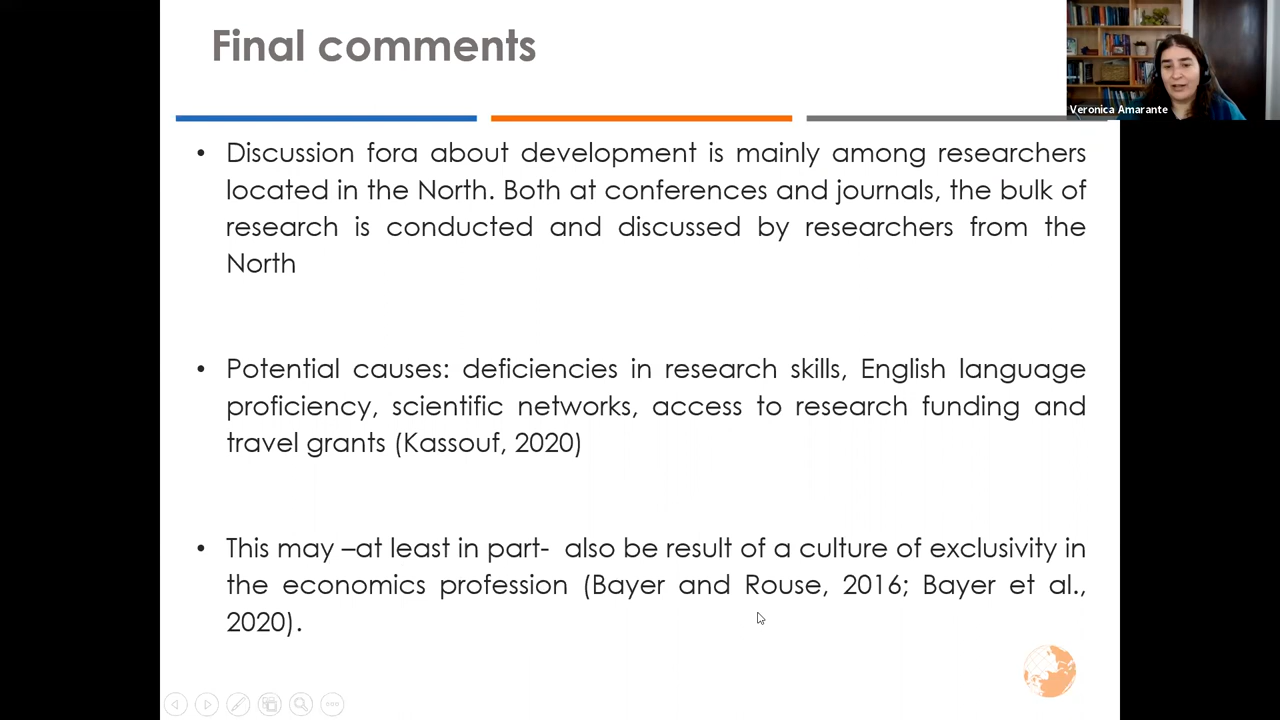 Final comments
Veronica Amarante
• Discussion fora about development is mainly among researchers
located in the North. Both at conferences and journals, the bulk of
research is conducted and discussed by researchers from the
North
• Potential causes: deficiencies in research skills, English language
proficiency, scientific networks, access to research funding and
travel grants (Kassouf, 2020)
• This may –at least in part-  also be result of a culture of exclusivity in
the economics profession (Bayer and Rouse, 2016; Bayer et al.,
2020).